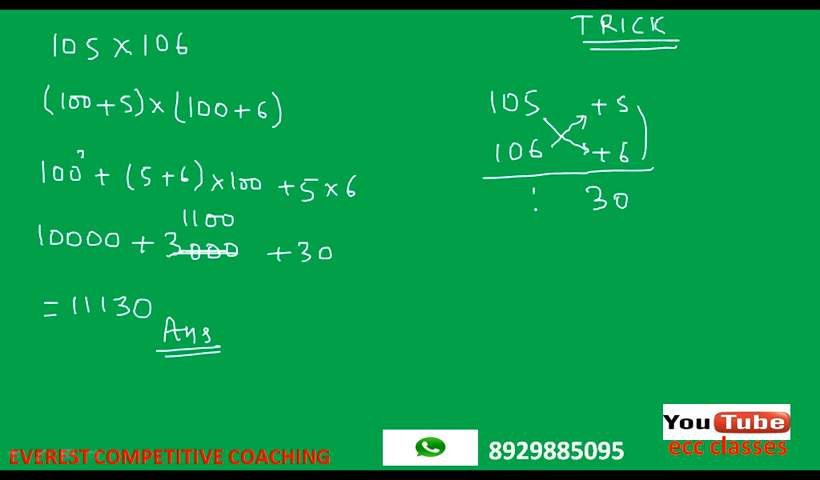 105 × 106
(100 + 5) × (100 + 6)
100² + (5 + 6) × 100 + 5 × 6
1100
10000 + 3000 + 30
= 11130
Ans
TRICK
105 + 5
106 + 6
: 30
YouTube
ecc classes
EVEREST COMPETITIVE COACHING
8929885095